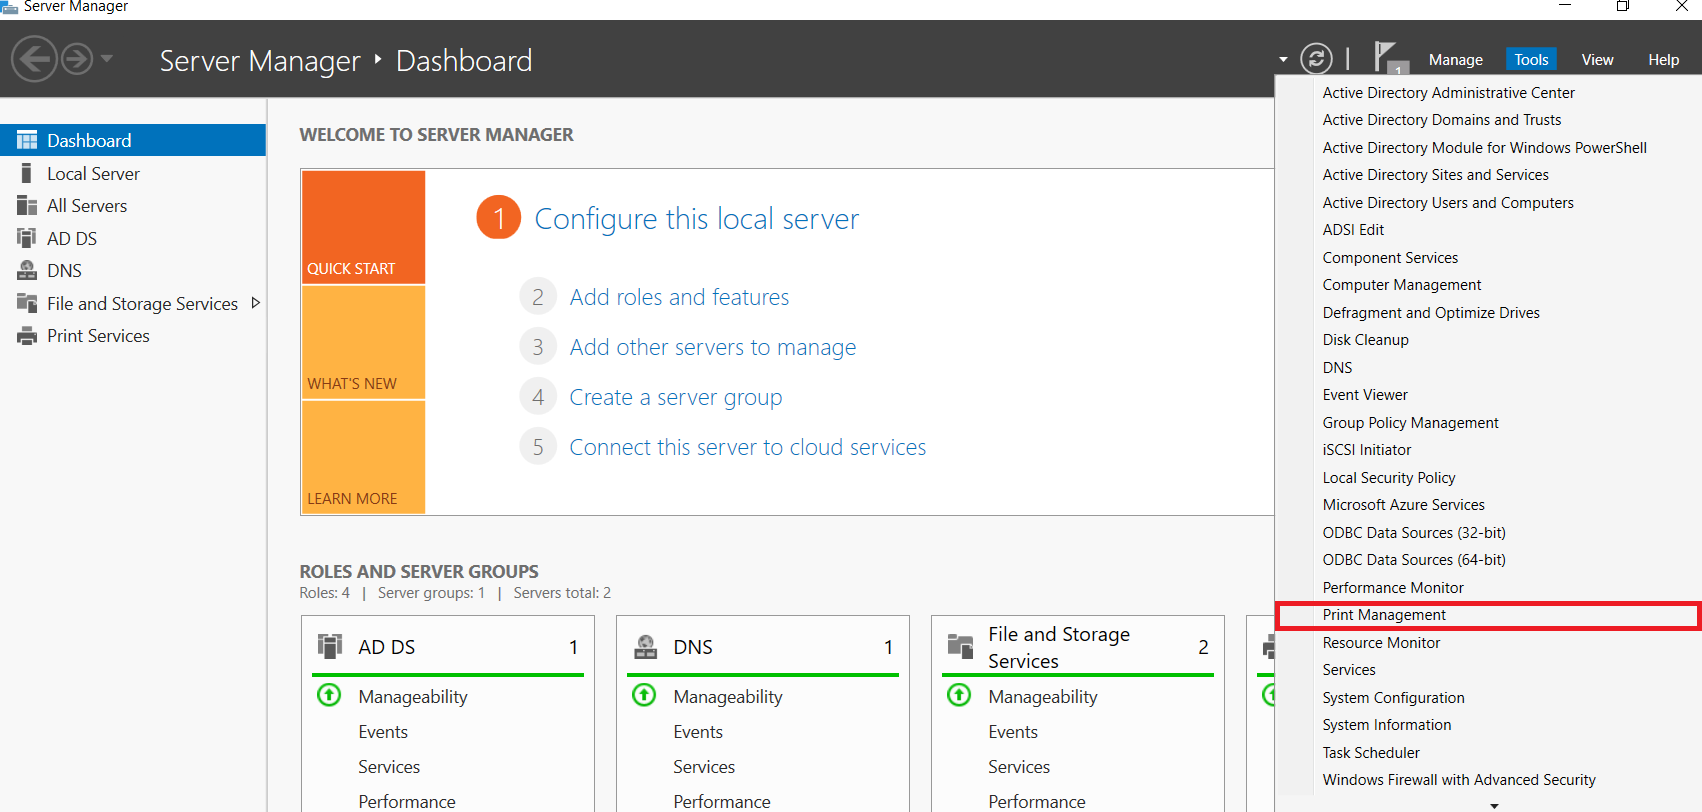 Server Manager
Server Manager ‣ Dashboard
1
Manage
Tools
View
Help
Dashboard
Local Server
All Servers
AD DS
DNS
File and Storage Services
Print Services
WELCOME TO SERVER MANAGER
QUICK START
WHAT'S NEW
LEARN MORE
1 Configure this local server
2 Add roles and features
3 Add other servers to manage
4 Create a server group
5 Connect this server to cloud services
ROLES AND SERVER GROUPS
Roles: 4 | Server groups: 1 | Servers total: 2
AD DS 1
Manageability
Events
Services
Performance
DNS 1
Manageability
Events
Services
Performance
File and Storage
Services 2
Manageability
Events
Services
Performance
Active Directory Administrative Center
Active Directory Domains and Trusts
Active Directory Module for Windows PowerShell
Active Directory Sites and Services
Active Directory Users and Computers
ADSI Edit
Component Services
Computer Management
Defragment and Optimize Drives
Disk Cleanup
DNS
Event Viewer
Group Policy Management
iSCSI Initiator
Local Security Policy
Microsoft Azure Services
ODBC Data Sources (32-bit)
ODBC Data Sources (64-bit)
Performance Monitor
Print Management
Resource Monitor
Services
System Configuration
System Information
Task Scheduler
Windows Firewall with Advanced Security